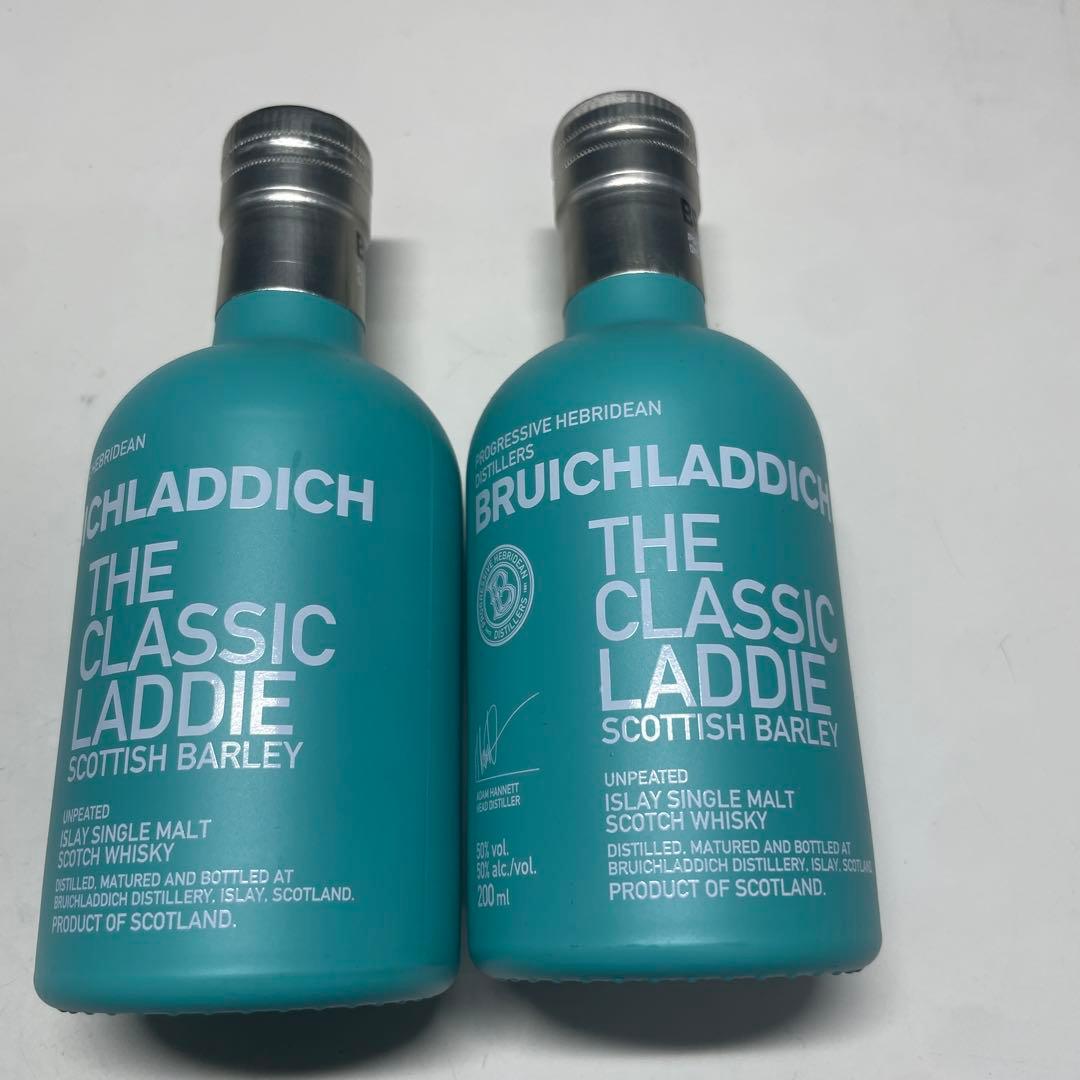 HEBRIDEAN
ICHLADDICH
THE
CLASSIC
LADDIE
SCOTTISH BARLEY
UNPEATED
ISLAY SINGLE MALT
SCOTCH WHISKY
DISTILLED, MATURED AND BOTTLED AT
BRUICHLADDICH DISTILLERY, ISLAY, SCOTLAND.
PRODUCT OF SCOTLAND.
PROGRESSIVE HEBRIDEAN
DISTILLERS
BRUICHLADDICH
PROGRESSIVE HEBRIDEAN
DISTILLERS
B
THE
CLASSIC
LADDIE
SCOTTISH BARLEY
ADAM HANNETT
HEAD DISTILLER
50% vol.
50% alc./vol.
200 ml
UNPEATED
ISLAY SINGLE MALT
SCOTCH WHISKY
DISTILLED, MATURED AND BOTTLED AT
BRUICHLADDICH DISTILLERY, ISLAY, SCOTLAND
PRODUCT OF SCOTLAND.